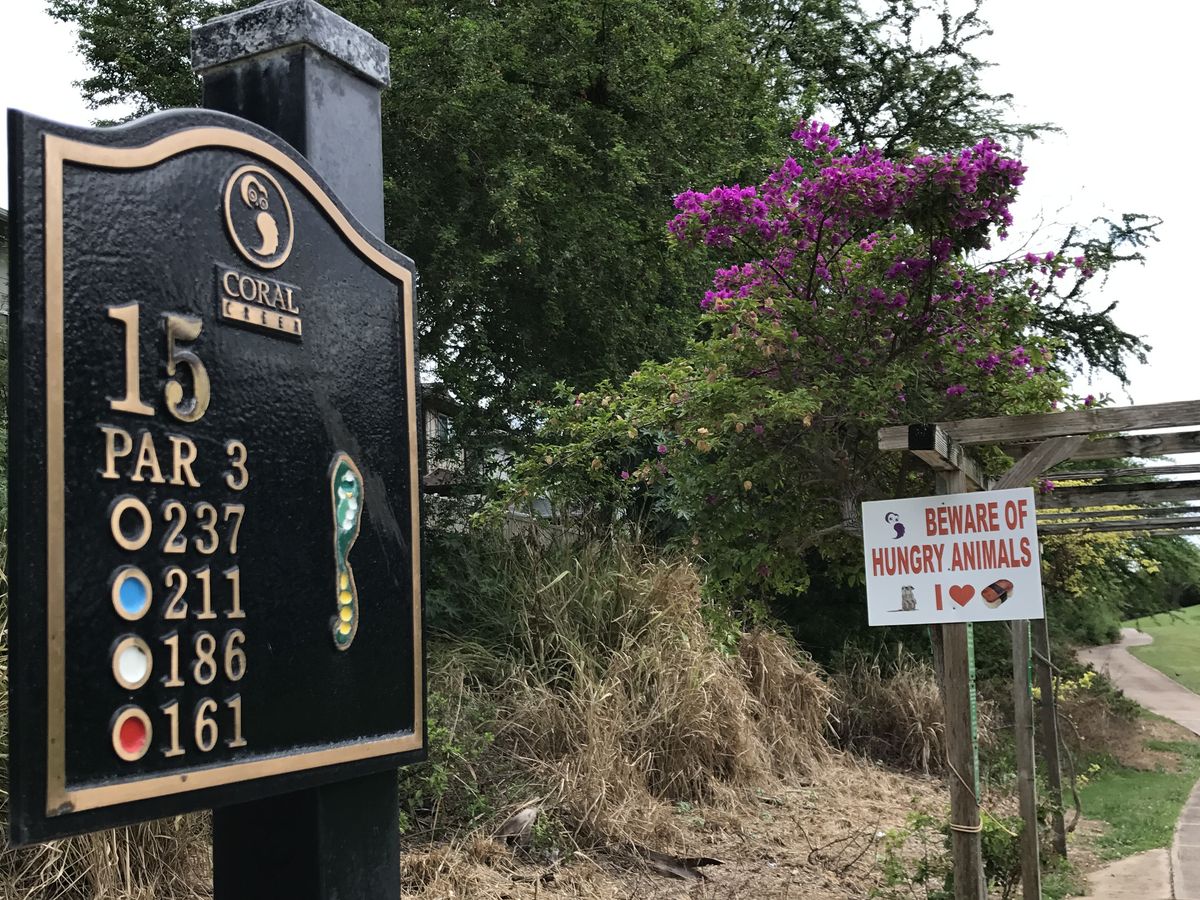 CORAL
CREEK
15
PAR 3
237
211
186
161
BEWARE OF
HUNGRY ANIMALS
I